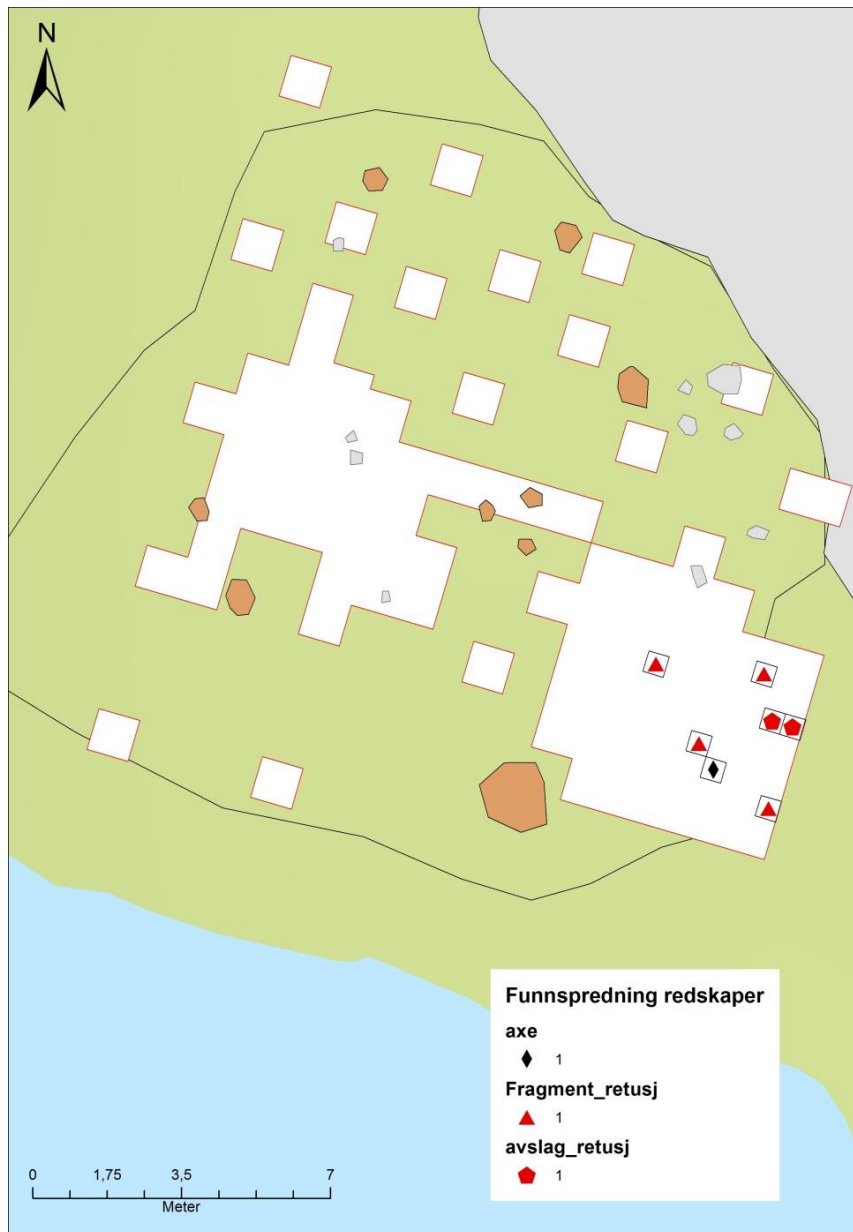 N
Funnspredning redskaper
axe
1
Fragment_retusj
1
avslag_retusj
1
0 1,75 3,5 7
Meter